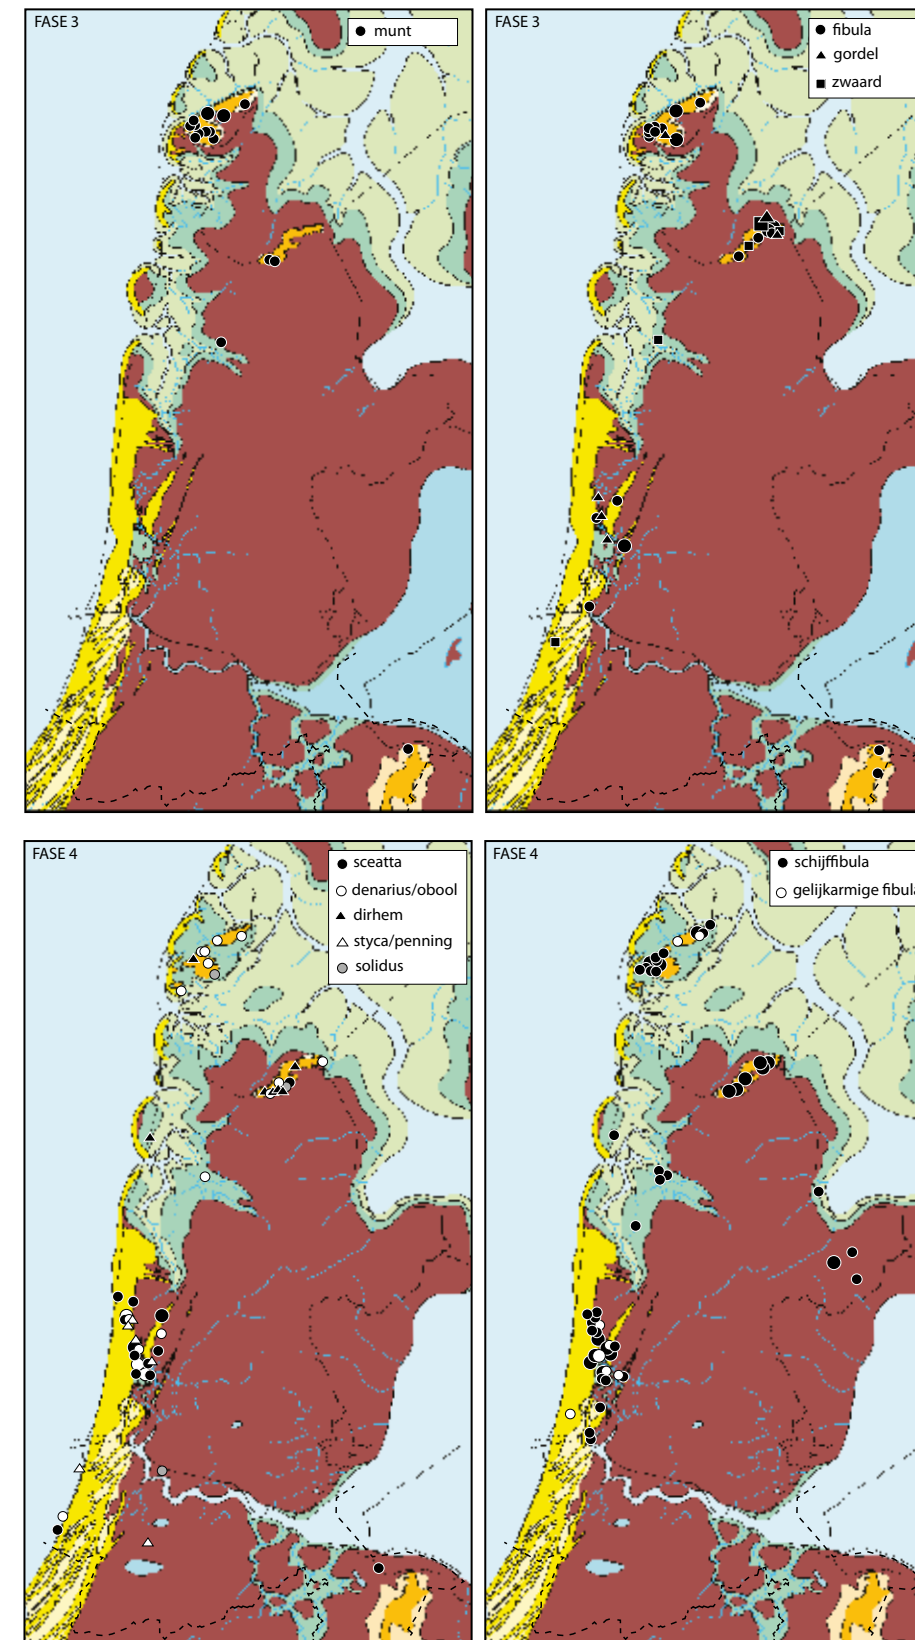 FASE 3
munt
FASE 3
fibula
gordel
zwaard
FASE 4
sceatta
denarius/obool
dirhem
styca/penning
solidus
FASE 4
schijffibula
gelijkarmige fibula